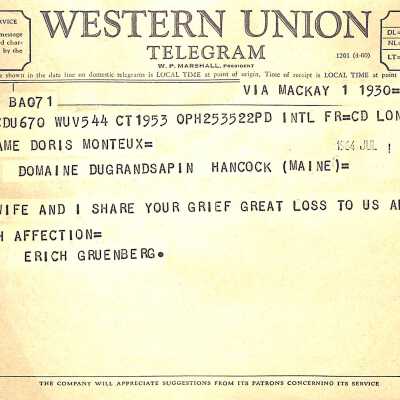 SERVICE
message
d char-
by the
WESTERN UNION
TELEGRAM
W. P. MARSHALL, PRESIDENT
1201 (4-60)
DL=
NL=
LT=
e shown in the date line on domestic telegrams is LOCAL TIME at point of origin, Time of receipt is LOCAL TIME at point
BA071
VIA MACKAY 1 1930=
CDU670 WUV544 CT1953 OPH253522PD INTL FR=CD LON
AME DORIS MONTEUX=
1964 JUL
DOMAINE DUGRANDSAPIN HANCOCK (MAINE)=
WIFE AND I SHARE YOUR GRIEF GREAT LOSS TO US A
H AFFECTION=
ERICH GRUENBERG.
THE COMPANY WILL APPRECIATE SUGGESTIONS FROM ITS PATRONS CONCERNING ITS SERVICE